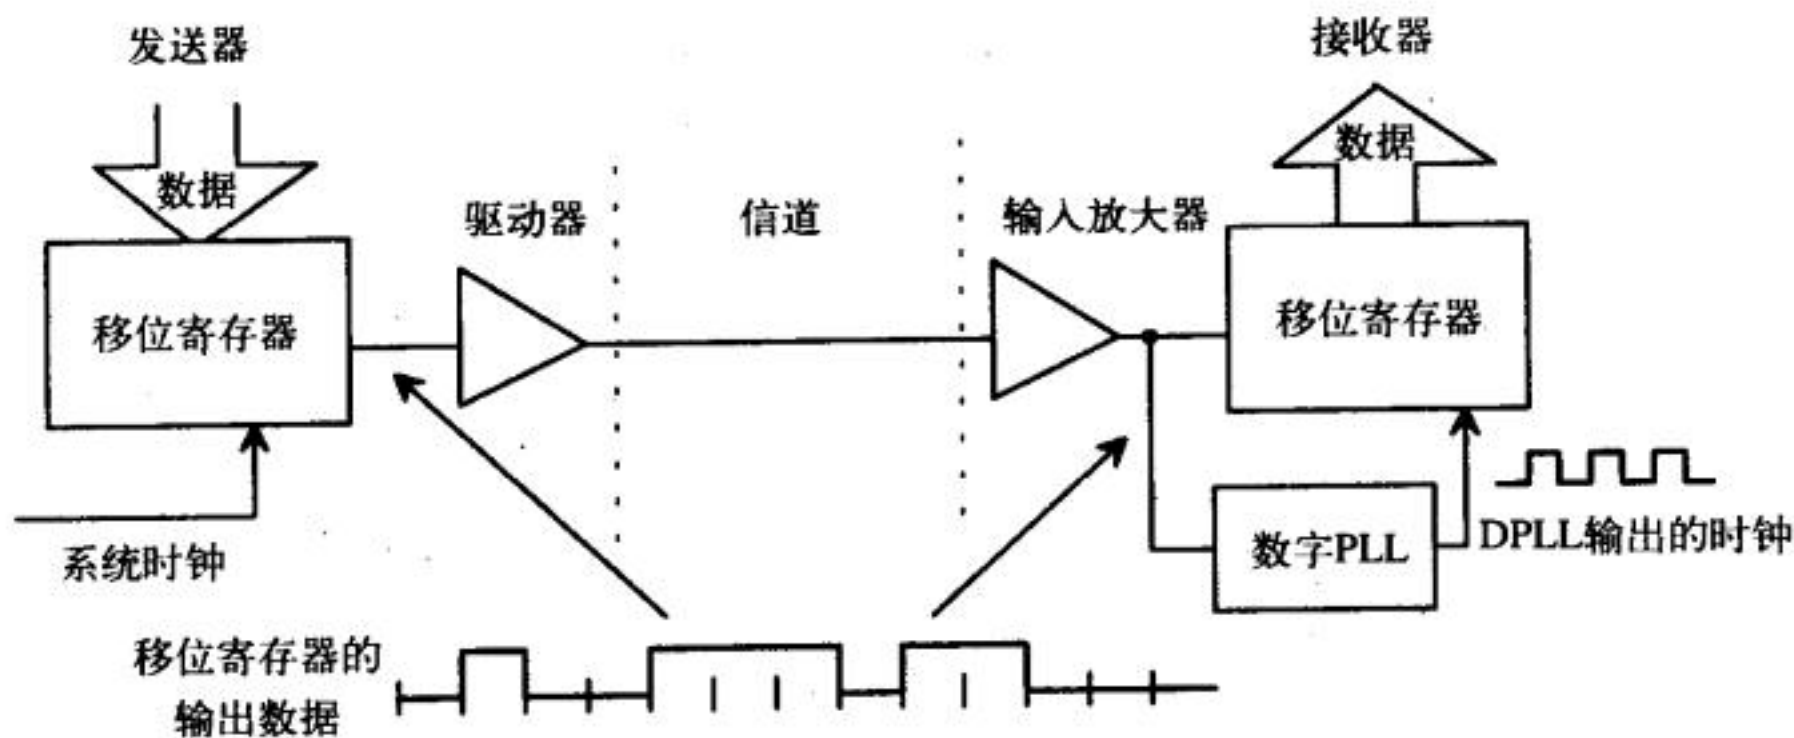 发送器
接收器
数据
数据
驱动器
信道
输入放大器
移位寄存器
移位寄存器
系统时钟
数字PLL
DPLL输出的时钟
移位寄存器的
输出数据